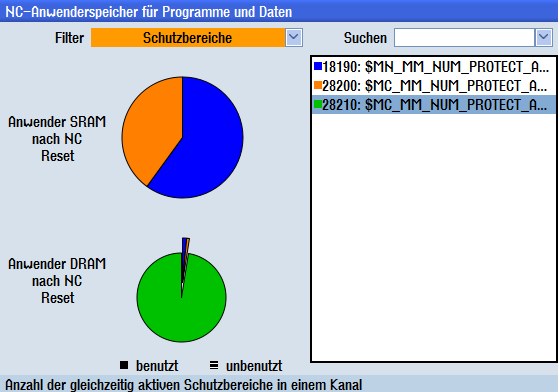 NC-Anwenderspeicher für Programme und Daten
Filter
Schutzbereiche
Suchen
18190: $MN_MM_NUM_PROTECT_A...
28200: $MC_MM_NUM_PROTECT_A...
28210: $MC_MM_NUM_PROTECT_A...
Anwender SRAM
nach NC
Reset
Anwender DRAM
nach NC
Reset
benutzt
unbenutzt
Anzahl der gleichzeitig aktiven Schutzbereiche in einem Kanal